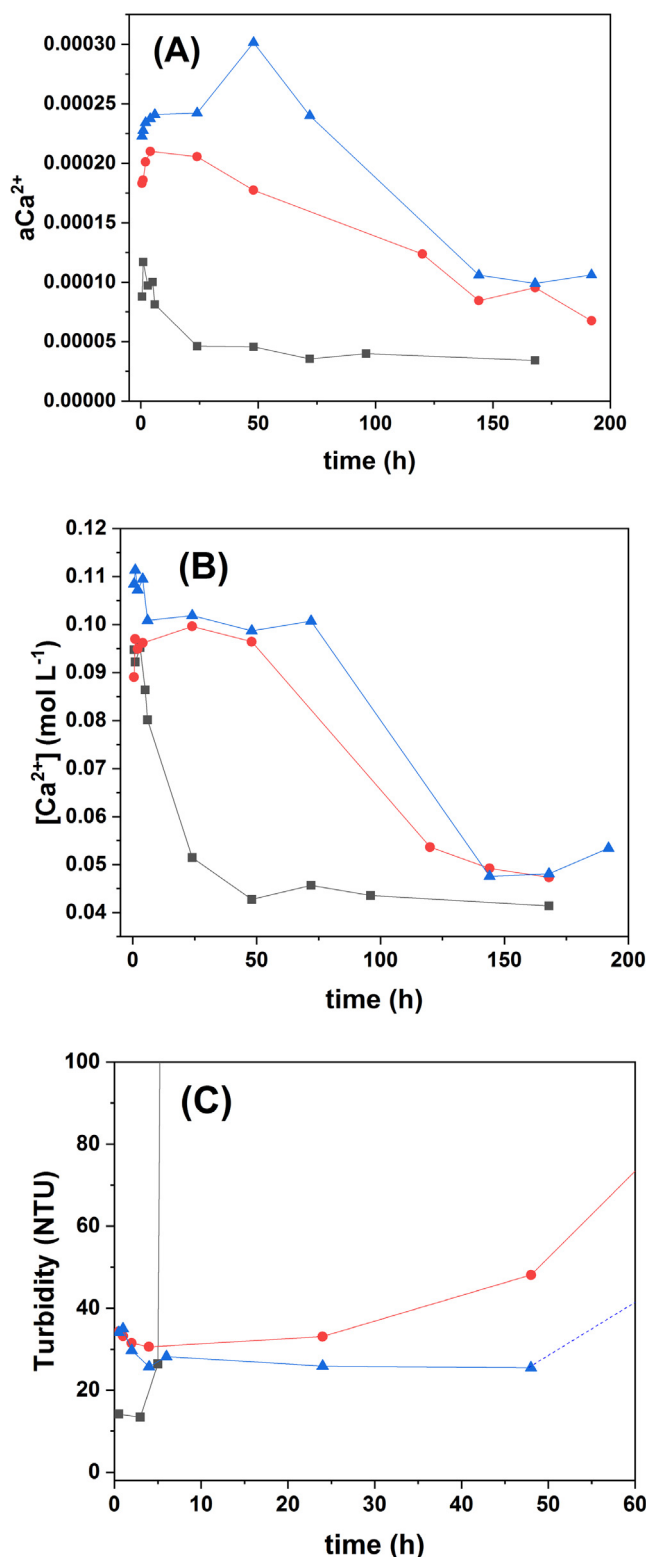 (A)
0.00030
0.00025
0.00020
0.00015
0.00010
0.00005
0.00000
aCa²⁺
0 50 100 150 200
time (h)
(B)
0.12
0.11
0.10
0.09
0.08
0.07
0.06
0.05
0.04
[Ca²⁺] (mol L⁻¹)
0 50 100 150 200
time (h)
(C)
100
80
60
40
20
0
Turbidity (NTU)
0 10 20 30 40 50 60
time (h)